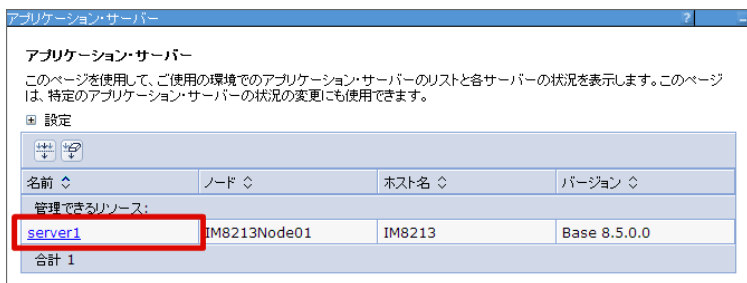 アプリケーション・サーバー ?
アプリケーション・サーバー
このページを使用して、ご使用の環境でのアプリケーション・サーバーのリストと各サーバーの状況を表示します。このページ
は、特定のアプリケーション・サーバーの状況の変更にも使用できます。
設定
名前 ノード ホスト名 バージョン
管理できるリソース:
server1 IM8213Node01 IM8213 Base 8.5.0.0
合計 1